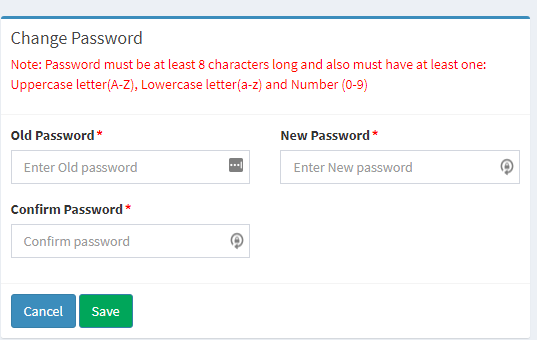 Change Password
Note: Password must be at least 8 characters long and also must have at least one:
Uppercase letter(A-Z), Lowercase letter(a-z) and Number (0-9)
Old Password* New Password*
Enter Old password Enter New password
Confirm Password*
Confirm password
Cancel Save